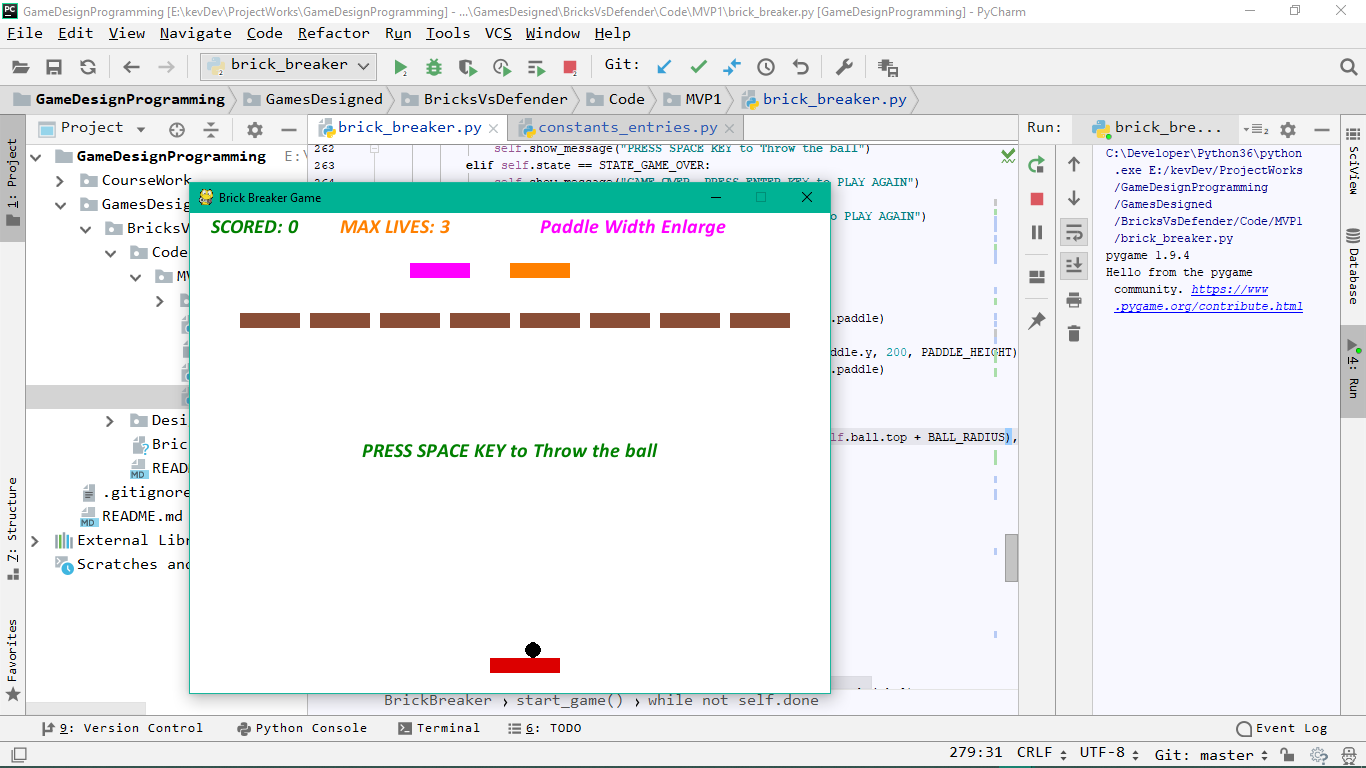 GameDesignProgramming [E:\kevDev\ProjectWorks\GameDesignProgramming] - ...\GamesDesigned\BricksVsDefender\Code\MVP1\brick_breaker.py [GameDesignProgramming] - PyCharm
File Edit View Navigate Code Refactor Run Tools VCS Window Help
brick_breaker Git:
GameDesignProgramming GamesDesigned BricksVsDefender Code MVP1 brick_breaker.py
1: Project
Project
GameDesignProgramming E:\
CourseWork
GamesDesig
BricksV
Code
MV
Desi
Bric
READ
.gitignore
README.md
External Libr
Scratches and
7: Structure
Favorites
brick_breaker.py constants_entries.py
262 self.show_message("PRESS SPACE KEY to Throw the ball")
263 elif self.state == STATE_GAME_OVER:
264 self.show_message("GAME OVER. PRESS ENTER KEY to PLAY AGAIN")
o PLAY AGAIN")
.paddle)
ddle.y, 200, PADDLE_HEIGHT)
.paddle)
lf.ball.top + BALL_RADIUS),
Brick Breaker Game
SCORED: 0 MAX LIVES: 3 Paddle Width Enlarge
PRESS SPACE KEY to Throw the ball
BrickBreaker › start_game() › while not self.done
Run: brick_bre...
C:\Developer\Python36\python
.exe E:/kevDev/ProjectWorks
/GameDesignProgramming
/GamesDesigned
/BricksVsDefender/Code/MVP1
/brick_breaker.py
pygame 1.9.4
Hello from the pygame
community. https://www
.pygame.org/contribute.html
SciView
Database
4: Run
9: Version Control Python Console Terminal 6: TODO Event Log
279:31 CRLF UTF-8 Git: master